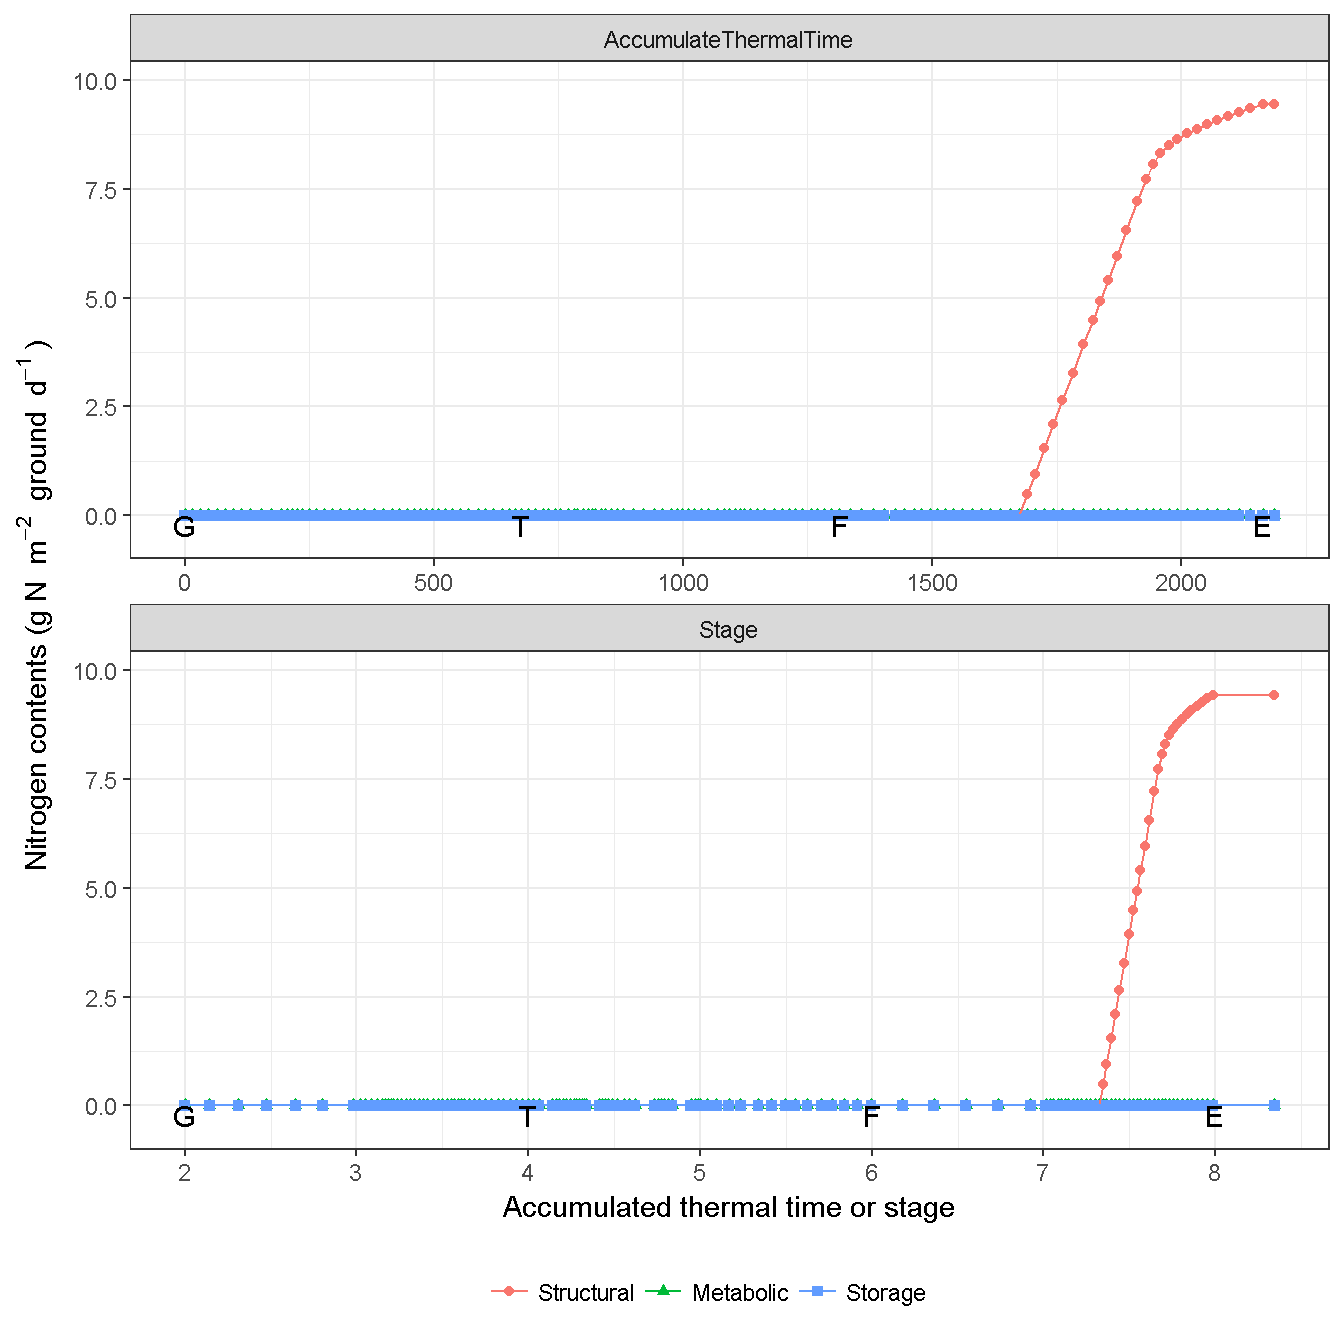 AccumulateThermalTime
10.0
7.5
5.0
2.5
0.0
G T F E
0 500 1000 1500 2000
Stage
10.0
7.5
5.0
2.5
0.0
G T F E
2 3 4 5 6 7 8
Nitrogen contents (g N m⁻² ground d⁻¹)
Accumulated thermal time or stage
Structural Metabolic Storage